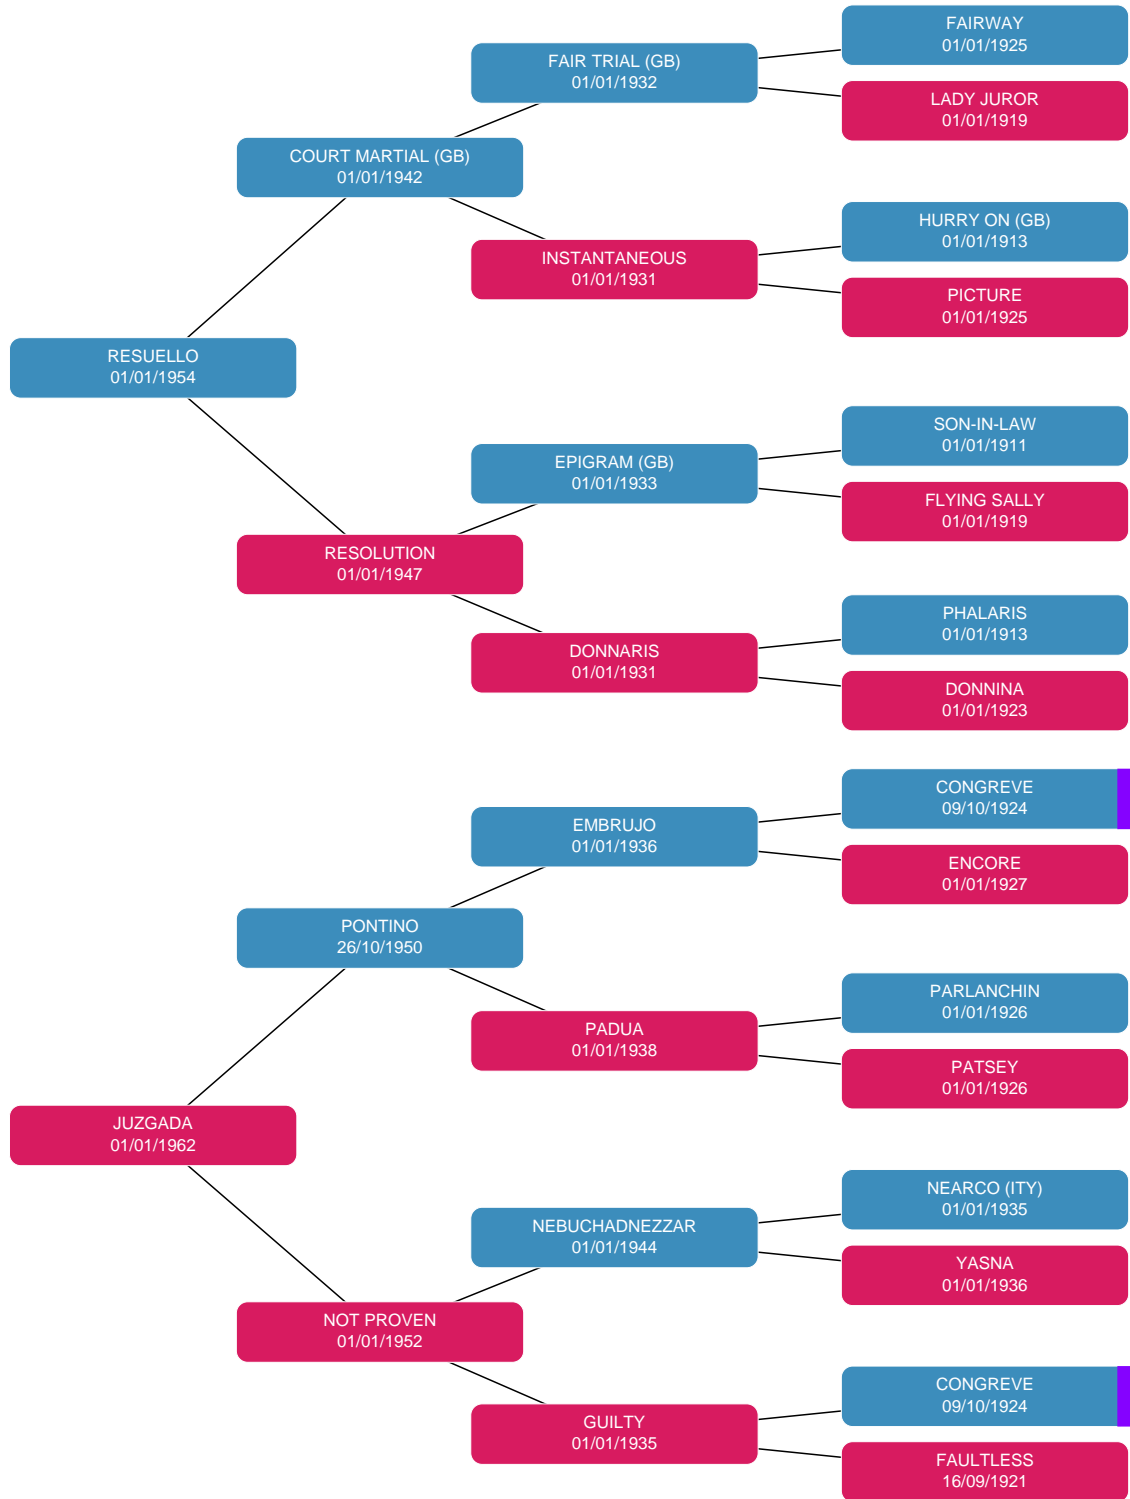 FAIRWAY
01/01/1925
FAIR TRIAL (GB)
01/01/1932
LADY JUROR
01/01/1919
COURT MARTIAL (GB)
01/01/1942
HURRY ON (GB)
01/01/1913
INSTANTANEOUS
01/01/1931
PICTURE
01/01/1925
RESUELLO
01/01/1954
SON-IN-LAW
01/01/1911
EPIGRAM (GB)
01/01/1933
FLYING SALLY
01/01/1919
RESOLUTION
01/01/1947
PHALARIS
01/01/1913
DONNARIS
01/01/1931
DONNINA
01/01/1923
CONGREVE
09/10/1924
EMBRUJO
01/01/1936
ENCORE
01/01/1927
PONTINO
26/10/1950
PARLANCHIN
01/01/1926
PADUA
01/01/1938
PATSEY
01/01/1926
JUZGADA
01/01/1962
NEARCO (ITY)
01/01/1935
NEBUCHADNEZZAR
01/01/1944
YASNA
01/01/1936
NOT PROVEN
01/01/1952
CONGREVE
09/10/1924
GUILTY
01/01/1935
FAULTLESS
16/09/1921